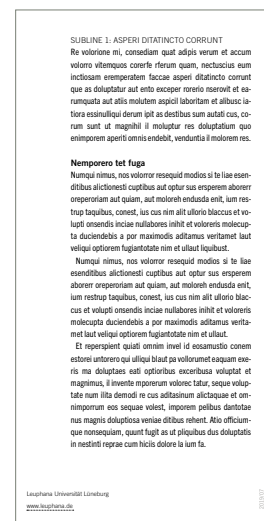 SUBLINE 1: ASPERI DITATINCTO CORRUNT
Re volorione mi, consediam quat adipis verum et accum
volorro vitemquos corerfe rferum quam, nectuscius eum
inctiosam eremperatem faccae asperi ditatincto corrunt
que as doluptatur aut ento exceper rorerio nserovit et ea-
rumquata aut atiis molutem aspicil laboritam et alibusc ia-
tiora essinulliqui derum ipit as destibus sum autati cus, co-
rum sunt ut magnihil il moluptur res doluptatium quo
enimporem aperiti omnis endebit, venduntia il molorem res.
Nemporero tet fuga
Numqui nimus, nos volorror resequid modios si te liae esen-
ditibus alictionesti cuptibus aut optur sus ersperem aborerr
oreperoriam aut quiam, aut moloreh endusda enit, ium res-
trup taquibus, conest, ius cus nim alit ullorio blaccus et vo-
lupti onsendis inciae nullabores inihit et voloreris molecup-
ta duciendebis a por maximodis aditamus veritamet laut
veliqui optiorem fugiantotate nim et ullaut liquibust.
Numqui nimus, nos volorror resequid modios si te liae
esenditibus alictionesti cuptibus aut optur sus ersperem
aborerr oreperoriam aut quiam, aut moloreh endusda enit,
ium restrup taquibus, conest, ius cus nim alit ullorio blac-
cus et volupti onsendis inciae nullabores inihit et voloreris
molecupta duciendebis a por maximodis aditamus verita-
met laut veliqui optiorem fugiantotate nim et ullaut.
Et reperspient quiati omnim invel id eosamustio conem
estorei untorero qui ulliqui blaut pa vollorumet eaquam exe-
ris ma doluptaes eati optioribus exceribusa voluptat et
magnimus, il invente mporerum volorec tatur, seque volup-
tate num ilita demodi re cus aditasinum alictaquae et om-
nimporrum eos sequae volest, imporem pelibus dantotae
nus magnis doluptiosa veniae ditibus rehent. Atio officium-
que nonsequiam, quunt fugit as ut pliquibus dus doluptatis
in nestinti reprae cum hiciis dolore la ium fa.
Leuphana Universität Lüneburg
www.leuphana.de
2019/07